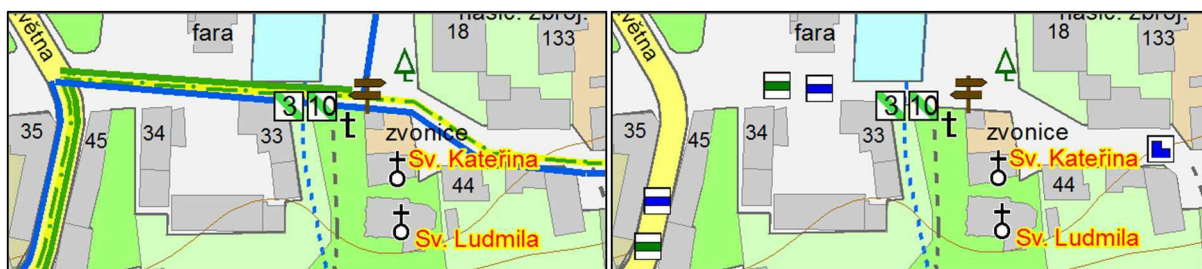 větna
fara
hasič. zbroj.
18
133
3
10
35
45
34
33
zvonice
Sv. Kateřina
44
Sv. Ludmila
větna
fara
hasič. zbroj.
18
133
3
10
35
45
34
33
zvonice
Sv. Kateřina
44
Sv. Ludmila